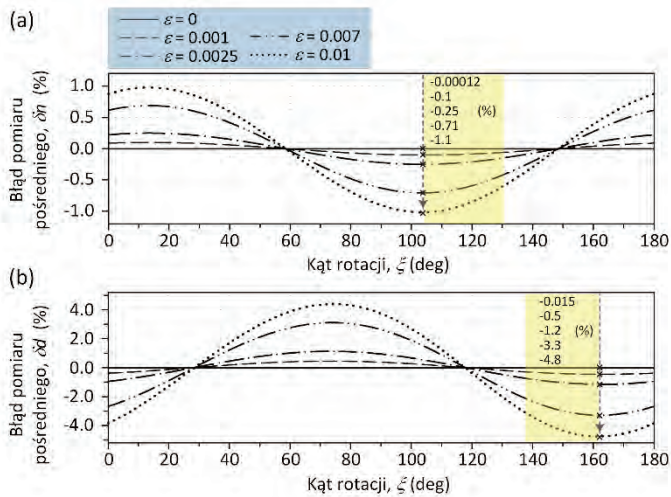 (a)
ε = 0
ε = 0.001 ε = 0.007
ε = 0.0025 ε = 0.01
Błąd pomiaru
pośredniego, δn (%)
1.0
0.5
0.0
-0.5
-1.0
-0.00012
-0.1
-0.25 (%)
-0.71
-1.1
0 20 40 60 80 100 120 140 160 180
Kąt rotacji, ξ (deg)
(b)
Błąd pomiaru
pośredniego, δd (%)
4.0
2.0
0.0
-2.0
-4.0
-0.015
-0.5
-1.2 (%)
-3.3
-4.8
0 20 40 60 80 100 120 140 160 180
Kąt rotacji, ξ (deg)